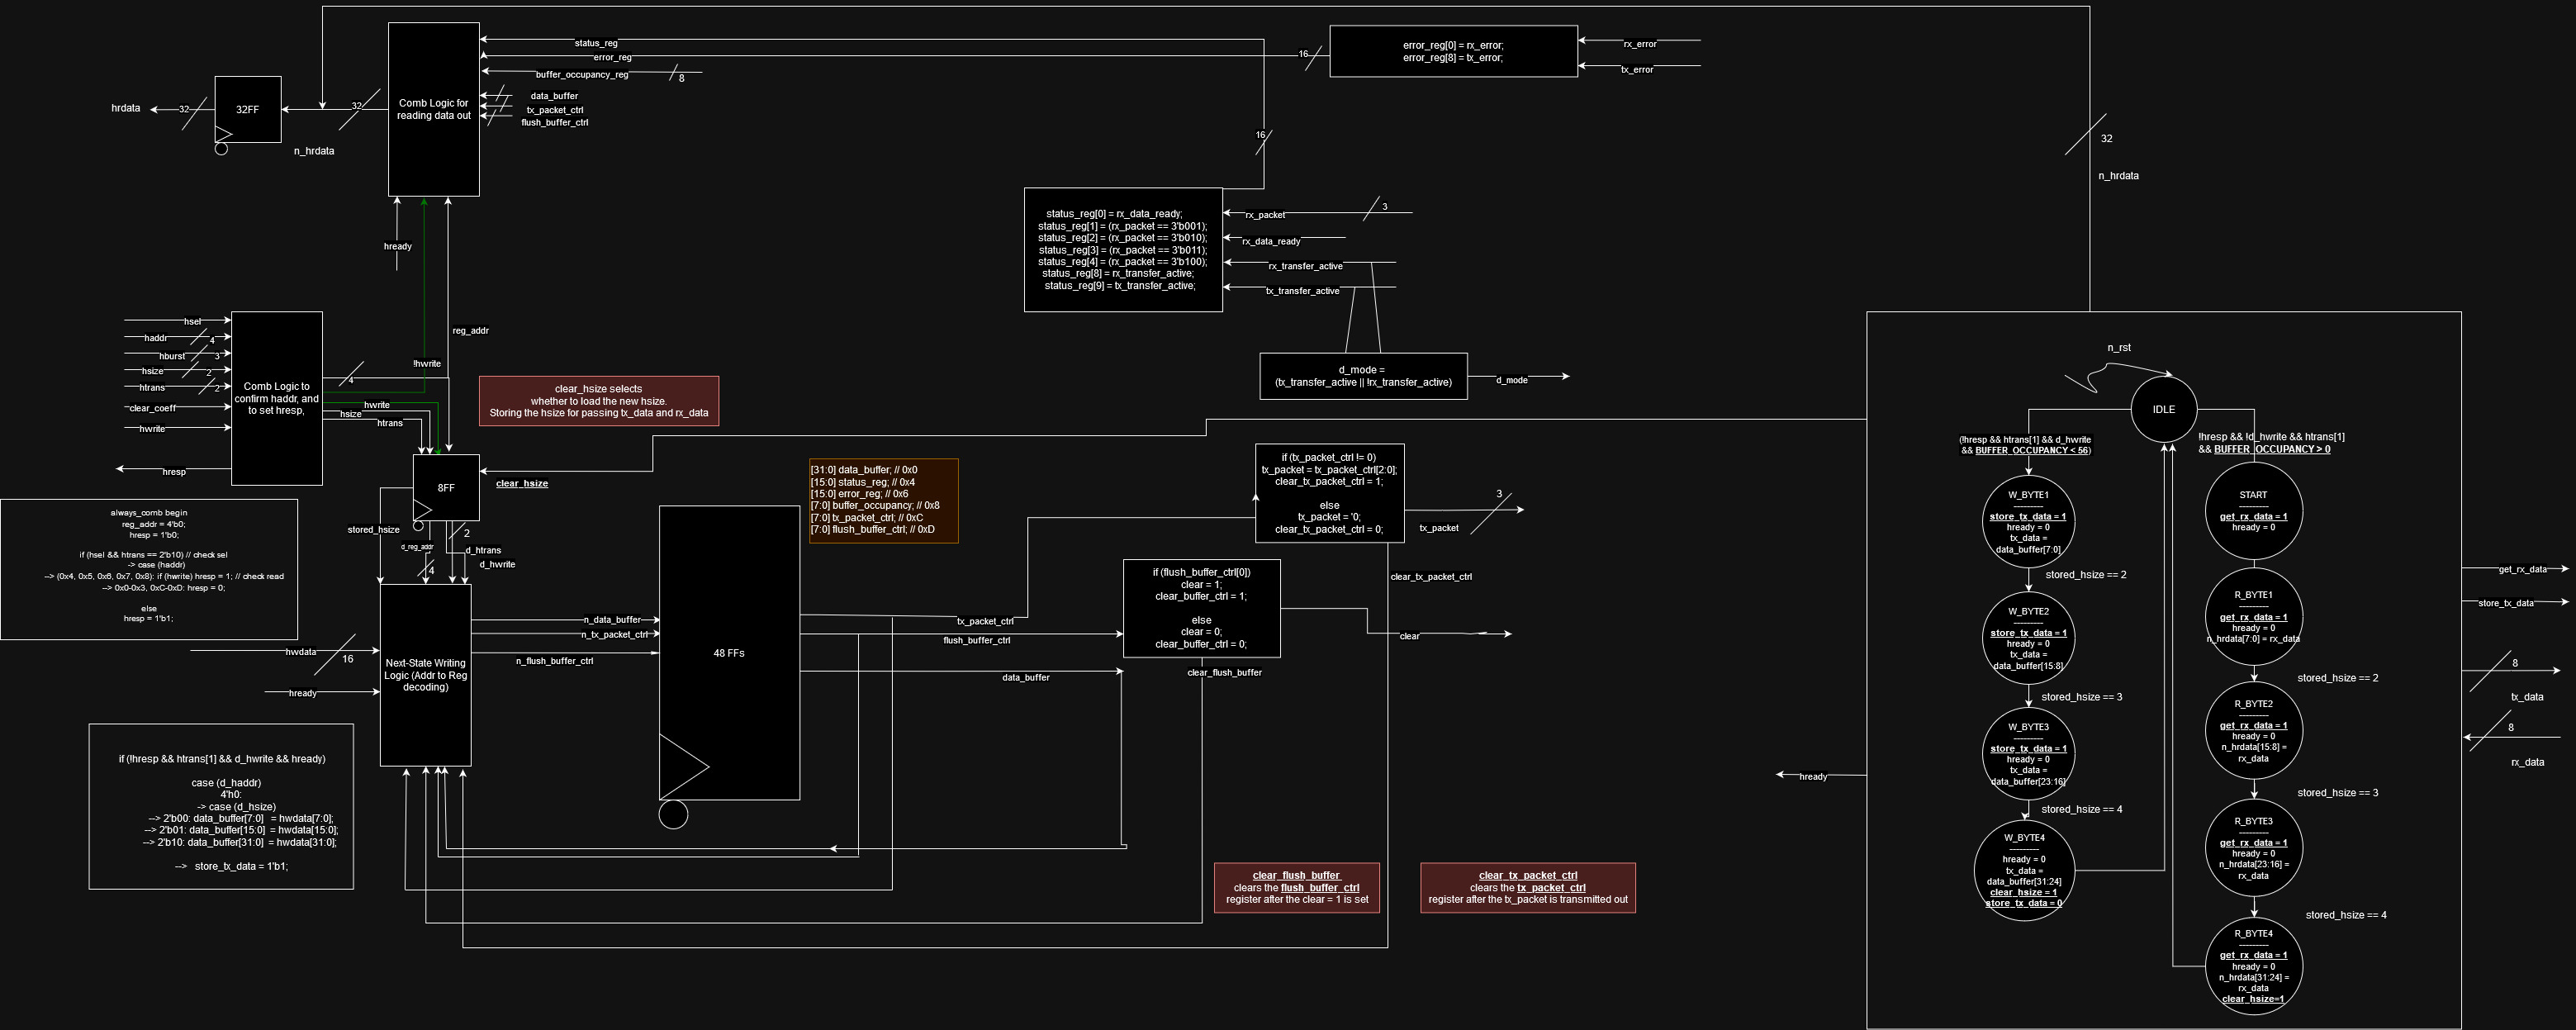 status_reg
error_reg
buffer_occupancy_reg
8
data_buffer
tx_packet_ctrl
flush_buffer_ctrl
hrdata
32
32FF
32
n_hrdata
Comb Logic for
reading data out
16
error_reg[0] = rx_error;
error_reg[8] = tx_error;
rx_error
tx_error
16
32
n_hrdata
status_reg[0] = rx_data_ready;
status_reg[1] = (rx_packet == 3'b001);
status_reg[2] = (rx_packet == 3'b010);
status_reg[3] = (rx_packet == 3'b011);
status_reg[4] = (rx_packet == 3'b100);
status_reg[8] = rx_transfer_active;
status_reg[9] = tx_transfer_active;
rx_packet
3
rx_data_ready
rx_transfer_active
tx_transfer_active
d_mode =
(tx_transfer_active || !rx_transfer_active)
d_mode
hready
reg_addr
!hwrite
hsel
haddr
4
hburst
3
hsize
2
htrans
2
clear_coeff
hwrite
hresp
Comb Logic to
confirm haddr, and
to set hresp,
4
hwrite
hsize
htrans
clear_hsize selects
whether to load the new hsize.
Storing the hsize for passing tx_data and rx_data
8FF
clear_hsize
stored_hsize
d_reg_addr
4
2
d_htrans
d_hwrite
always_comb begin
reg_addr = 4'b0;
hresp = 1'b0;
if (hsel && htrans == 2'b10) // check sel
-> case (haddr)
--> (0x4, 0x5, 0x6, 0x7, 0x8): if (hwrite) hresp = 1; // check read
--> 0x0-0x3, 0xC-0xD: hresp = 0;
else
hresp = 1'b1;
[31:0] data_buffer; // 0x0
[15:0] status_reg; // 0x4
[15:0] error_reg; // 0x6
[7:0] buffer_occupancy; // 0x8
[7:0] tx_packet_ctrl; // 0xC
[7:0] flush_buffer_ctrl; // 0xD
hwdata
16
hready
Next-State Writing
Logic (Addr to Reg
decoding)
n_data_buffer
n_tx_packet_ctrl
n_flush_buffer_ctrl
48 FFs
tx_packet_ctrl
flush_buffer_ctrl
data_buffer
if (tx_packet_ctrl != 0)
tx_packet = tx_packet_ctrl[2:0];
clear_tx_packet_ctrl = 1;
else
tx_packet = '0;
clear_tx_packet_ctrl = 0;
3
tx_packet
clear_tx_packet_ctrl
if (flush_buffer_ctrl[0])
clear = 1;
clear_buffer_ctrl = 1;
else
clear = 0;
clear_buffer_ctrl = 0;
clear
clear_flush_buffer
if (!hresp && htrans[1] && d_hwrite && hready)
case (d_haddr)
4'h0:
-> case (d_hsize)
--> 2'b00: data_buffer[7:0] = hwdata[7:0];
--> 2'b01: data_buffer[15:0] = hwdata[15:0];
--> 2'b10: data_buffer[31:0] = hwdata[31:0];
--> store_tx_data = 1'b1;
clear_flush_buffer
clears the flush_buffer_ctrl
register after the clear = 1 is set
clear_tx_packet_ctrl
clears the tx_packet_ctrl
register after the tx_packet is transmitted out
n_rst
IDLE
(!hresp && htrans[1] && d_hwrite
&& BUFFER_OCCUPANCY < 56)
!hresp && !d_hwrite && htrans[1]
&& BUFFER_OCCUPANCY > 0
W_BYTE1
----------
store_tx_data = 1
hready = 0
tx_data =
data_buffer[7:0]
stored_hsize == 2
W_BYTE2
----------
store_tx_data = 1
hready = 0
tx_data =
data_buffer[15:8]
stored_hsize == 3
W_BYTE3
----------
store_tx_data = 1
hready = 0
tx_data =
data_buffer[23:16]
stored_hsize == 4
W_BYTE4
----------
hready = 0
tx_data =
data_buffer[31:24]
clear_hsize = 1
store_tx_data = 0
START
----------
get_rx_data = 1
hready = 0
R_BYTE1
----------
get_rx_data = 1
hready = 0
n_hrdata[7:0] = rx_data
stored_hsize == 2
R_BYTE2
----------
get_rx_data = 1
hready = 0
n_hrdata[15:8] =
rx_data
stored_hsize == 3
R_BYTE3
----------
get_rx_data = 1
hready = 0
n_hrdata[23:16] =
rx_data
stored_hsize == 4
R_BYTE4
----------
get_rx_data = 1
hready = 0
n_hrdata[31:24] =
rx_data
clear_hsize=1
hready
get_rx_data
store_tx_data
8
tx_data
8
rx_data